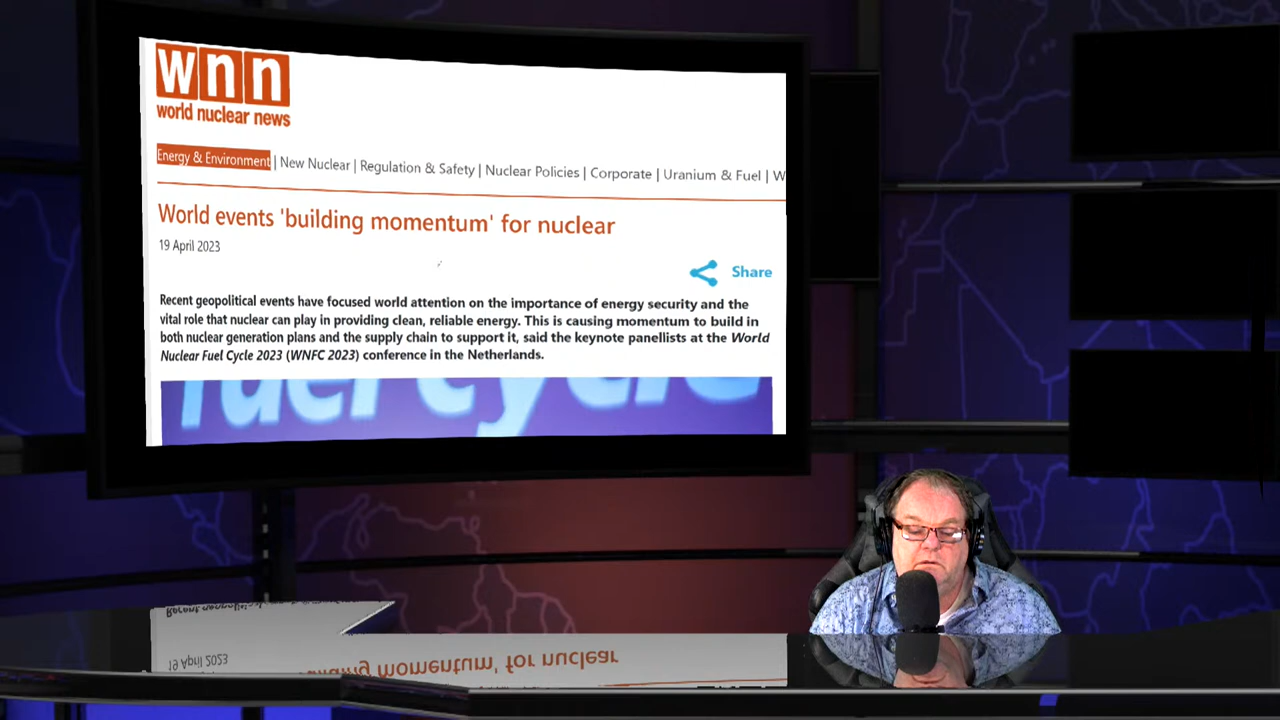 wnn
world nuclear news
Energy & Environment | New Nuclear | Regulation & Safety | Nuclear Policies | Corporate | Uranium & Fuel | W
World events 'building momentum' for nuclear
19 April 2023
Share
Recent geopolitical events have focused world attention on the importance of energy security and the
vital role that nuclear can play in providing clean, reliable energy. This is causing momentum to build in
both nuclear generation plans and the supply chain to support it, said the keynote panellists at the World
Nuclear Fuel Cycle 2023 (WNFC 2023) conference in the Netherlands.
fuel cycle